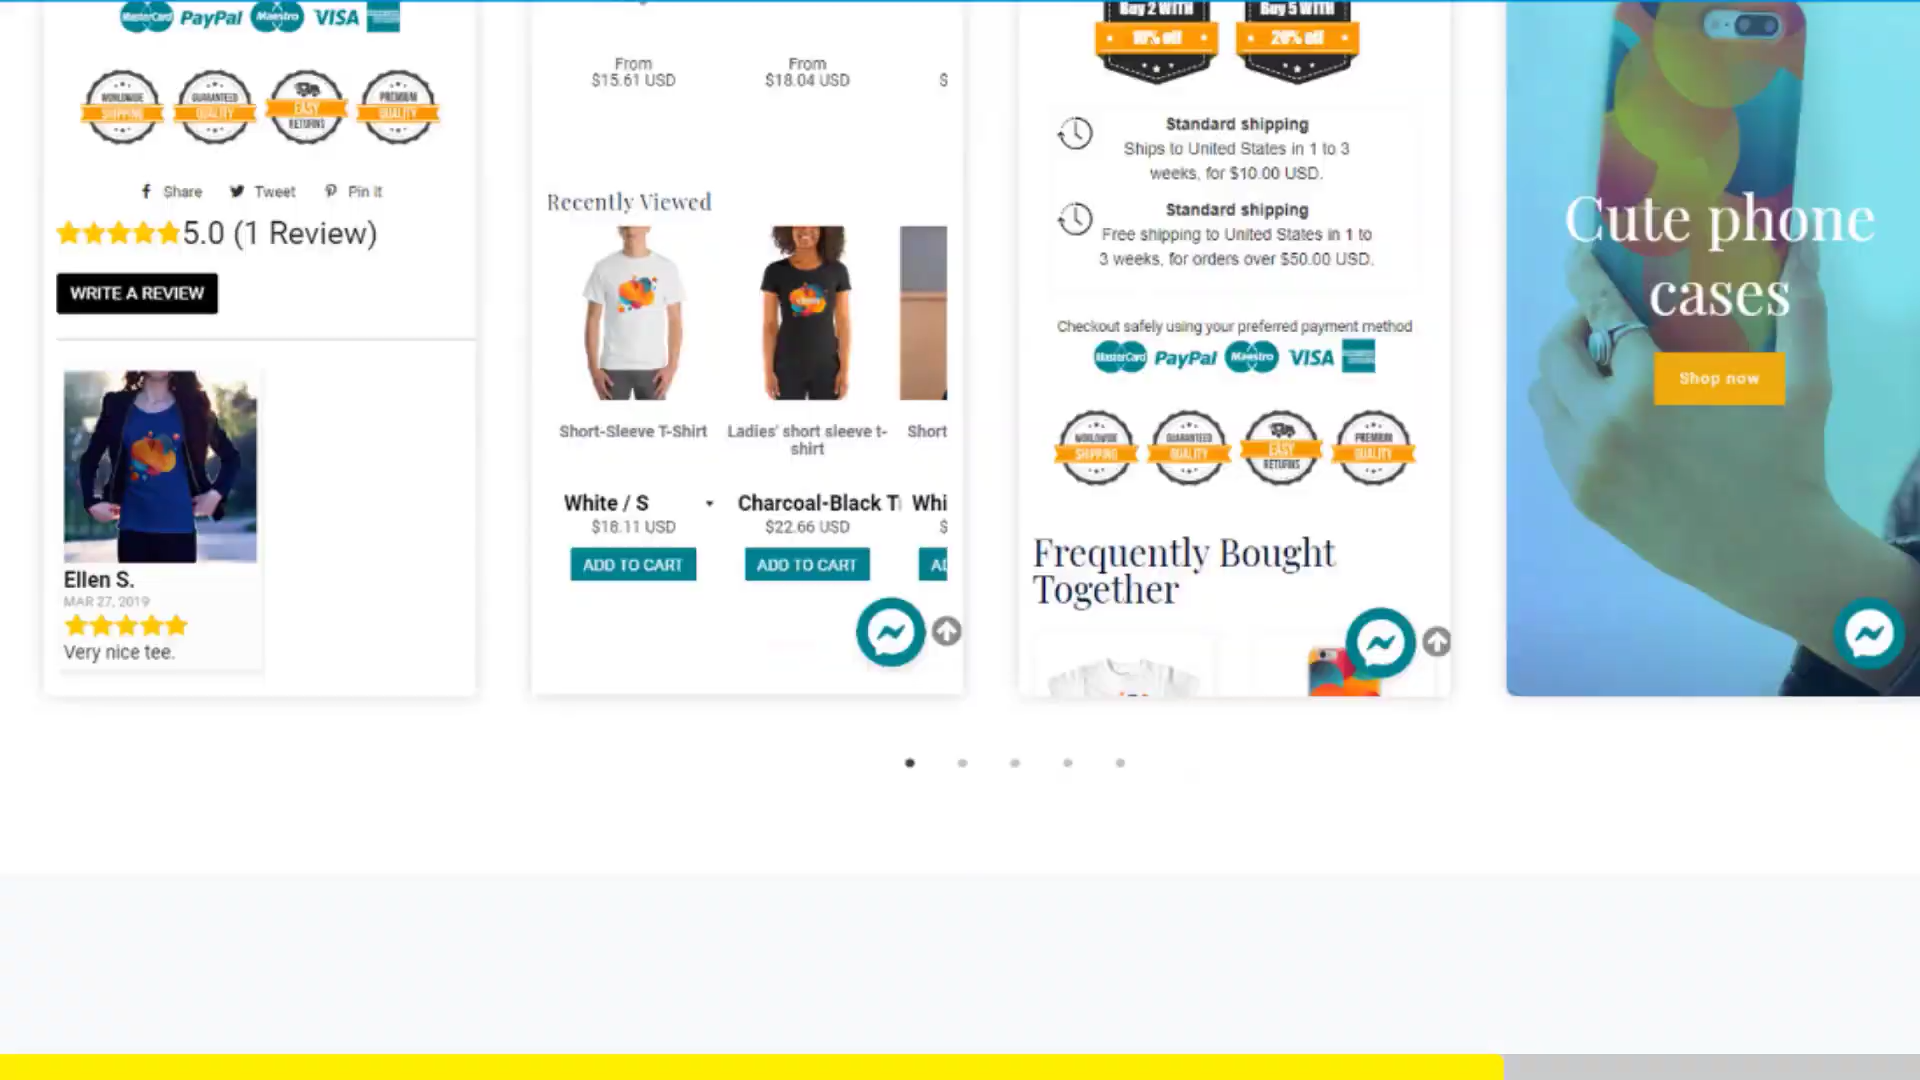 MasterCard PayPal Maestro VISA
WORLDWIDE
SHIPPING
GUARANTEED
QUALITY
EASY
RETURNS
PREMIUM
QUALITY
Share
Tweet
Pin it
5.0 (1 Review)
WRITE A REVIEW
Ellen S.
MAR 27, 2019
Very nice tee.
From
$15.61 USD
From
$18.04 USD
$
Recently Viewed
Short-Sleeve T-Shirt
Ladies' short sleeve t-
shirt
Short
White / S
Charcoal-Black T
Whi
$18.11 USD
$22.66 USD
$
ADD TO CART
ADD TO CART
AD
Buy 2 WITH
10% off
Buy 5 WITH
20% off
Standard shipping
Ships to United States in 1 to 3
weeks, for $10.00 USD.
Standard shipping
Free shipping to United States in 1 to
3 weeks, for orders over $50.00 USD.
Checkout safely using your preferred payment method
MasterCard PayPal Maestro VISA
WORLDWIDE
SHIPPING
GUARANTEED
QUALITY
EASY
RETURNS
PREMIUM
QUALITY
Frequently Bought
Together
Cute phone
cases
Shop now